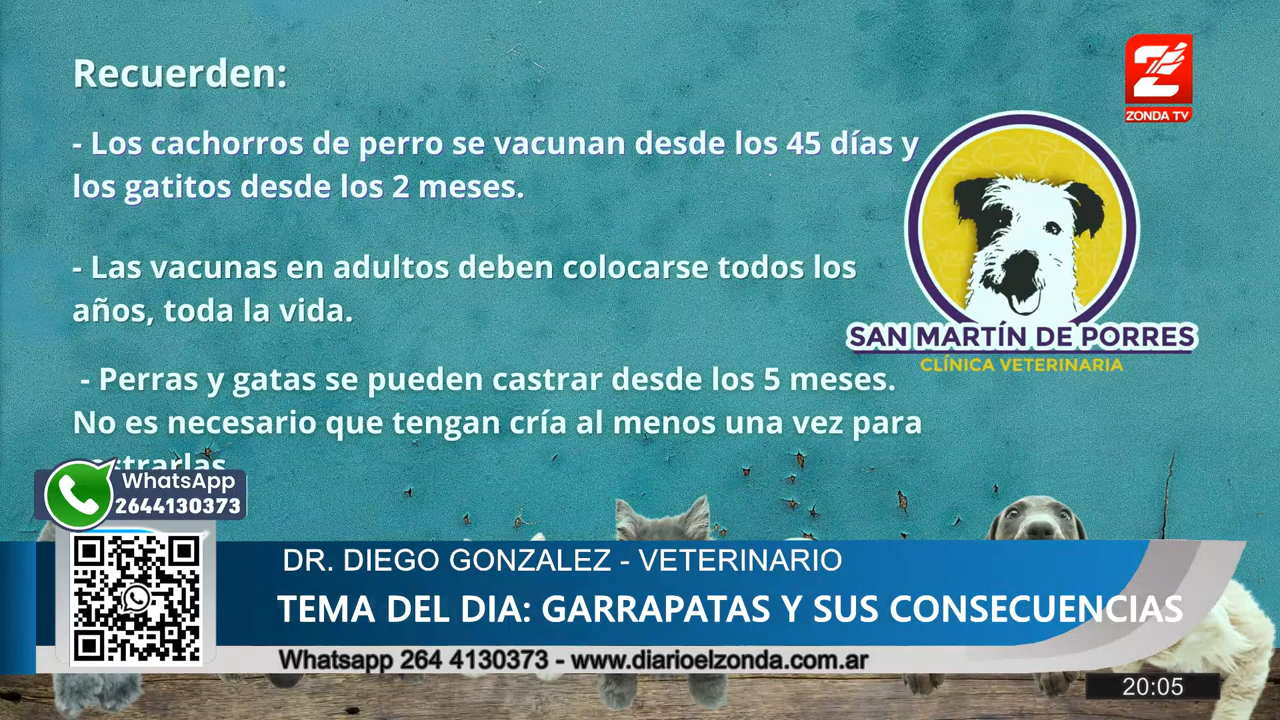 Recuerden:
- Los cachorros de perro se vacunan desde los 45 días y
los gatitos desde los 2 meses.
- Las vacunas en adultos deben colocarse todos los
años, toda la vida.
- Perras y gatas se pueden castrar desde los 5 meses.
No es necesario que tengan cría al menos una vez para
ZONDA TV
SAN MARTÍN DE PORRES
CLÍNICA VETERINARIA
WhatsApp
2644130373
DR. DIEGO GONZALEZ - VETERINARIO
TEMA DEL DIA: GARRAPATAS Y SUS CONSECUENCIAS
Whatsapp 264 4130373 - www.diarioelzonda.com.ar
20:05